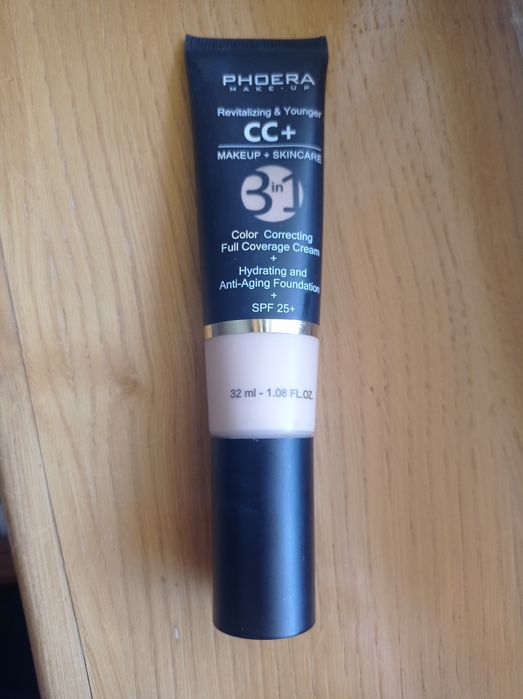 PHOERA
MAKE-UP
Revitalizing & Younger
CC+
MAKEUP + SKINCARE
3in1
Color Correcting
Full Coverage Cream
+
Hydrating and
Anti-Aging Foundation
+
SPF 25+
32 ml - 1.08 FL.OZ.